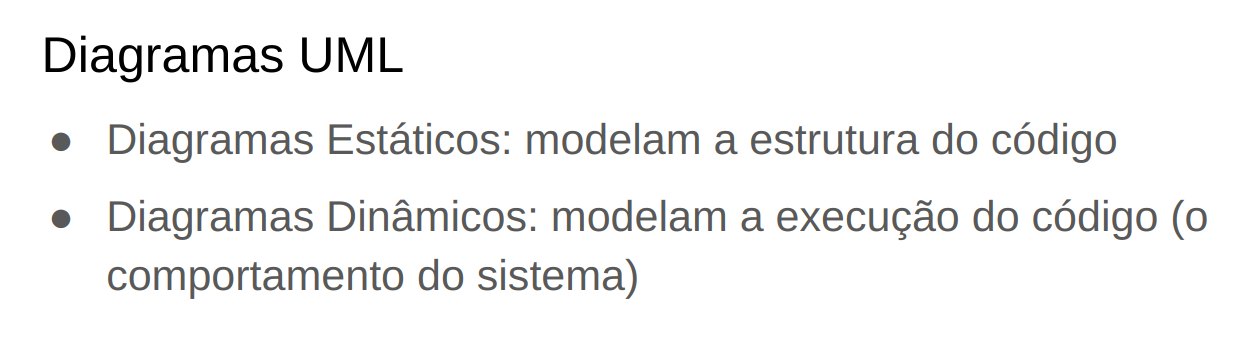 Diagramas UML
● Diagramas Estáticos: modelam a estrutura do código
● Diagramas Dinâmicos: modelam a execução do código (o
comportamento do sistema)